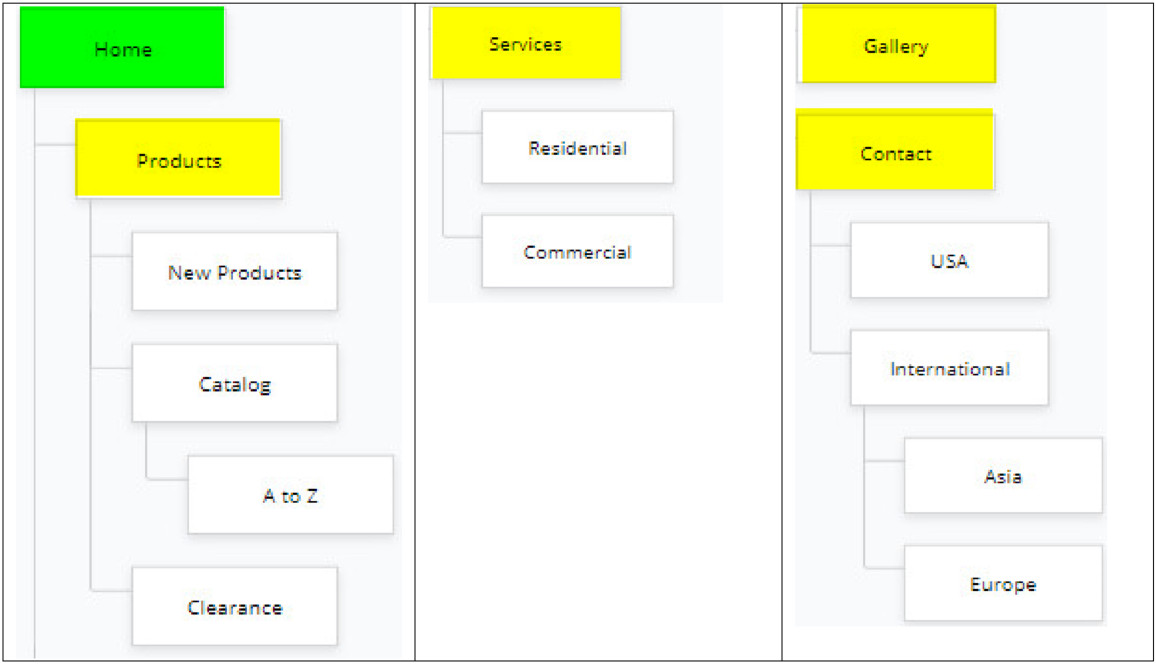 Home
Products
New Products
Catalog
A to Z
Clearance
Services
Residential
Commercial
Gallery
Contact
USA
International
Asia
Europe